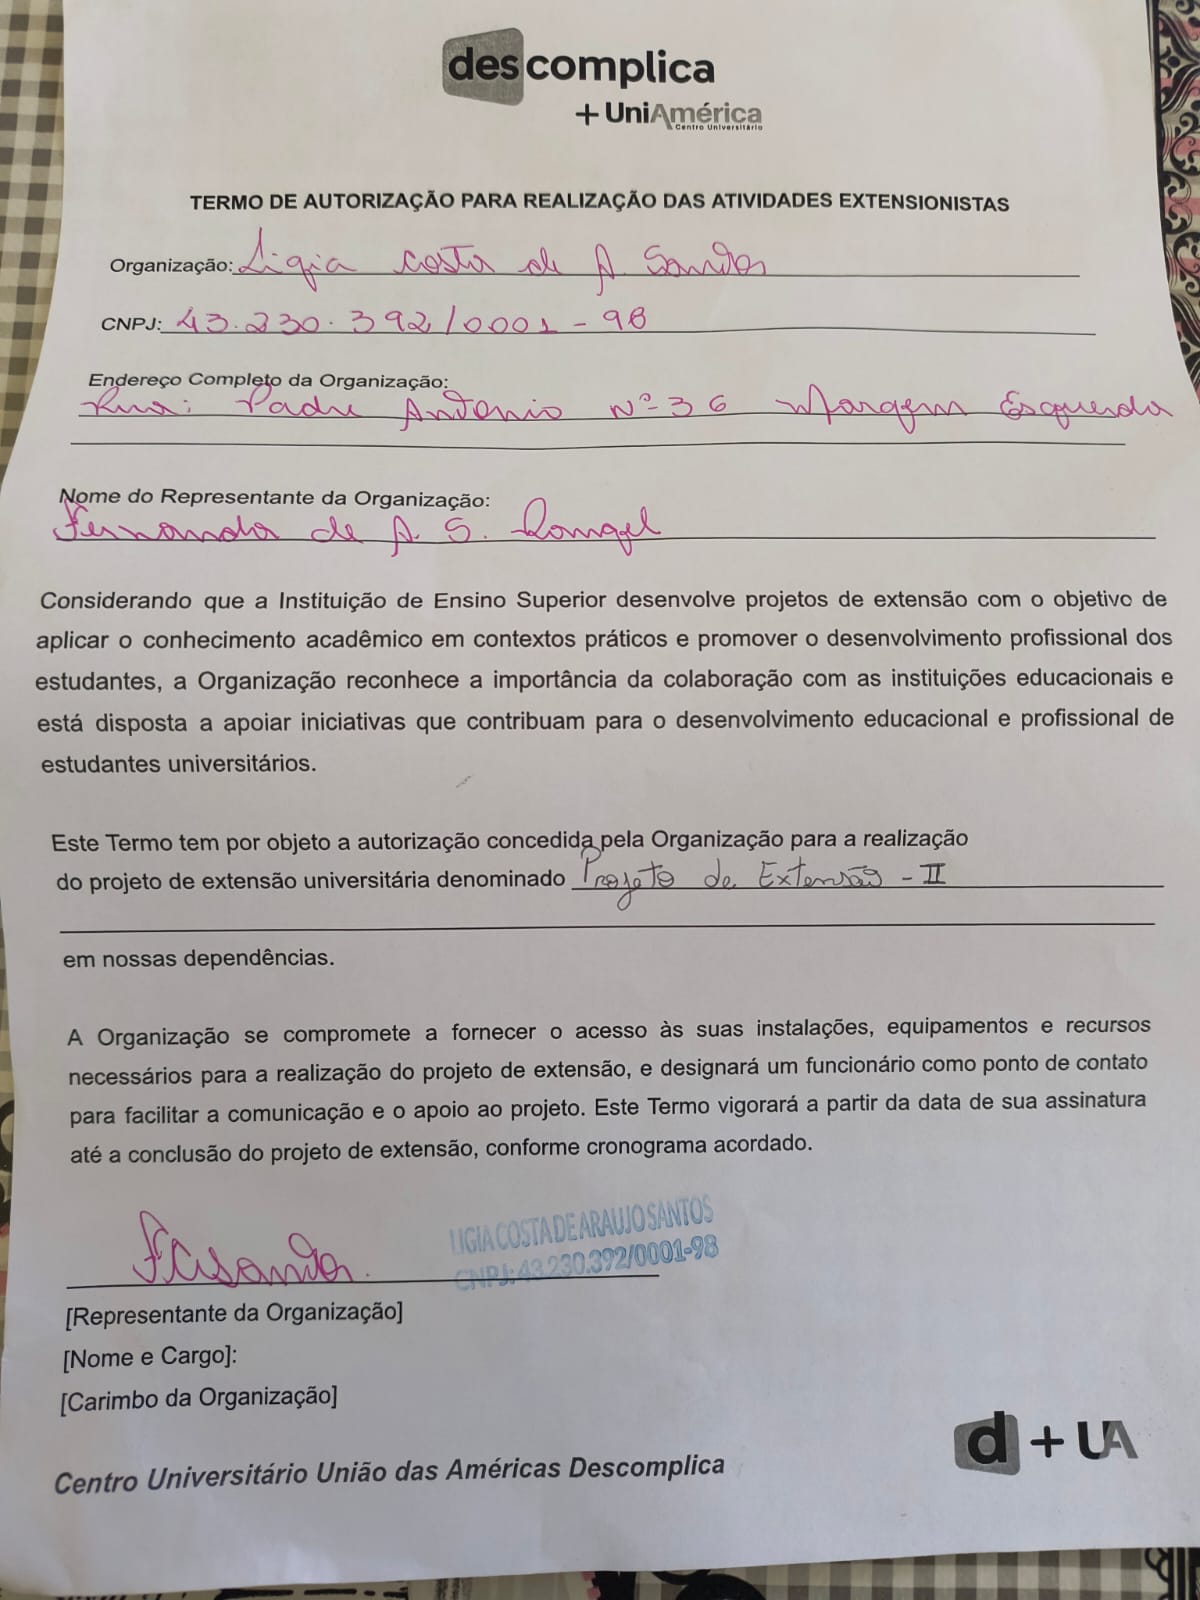 descomplica
+ UniAmérica
Centro Universitário
TERMO DE AUTORIZAÇÃO PARA REALIZAÇÃO DAS ATIVIDADES EXTENSIONISTAS
Organização: Ligia Costa de A. Santos
CNPJ: 43.230.392/0001-98
Endereço Completo da Organização:
Rua: Padre Antonio Nº 36 Margem Esquerda
Nome do Representante da Organização:
Fernanda de A. S. Rangel
Considerando que a Instituição de Ensino Superior desenvolve projetos de extensão com o objetivo de
aplicar o conhecimento acadêmico em contextos práticos e promover o desenvolvimento profissional dos
estudantes, a Organização reconhece a importância da colaboração com as instituições educacionais e
está disposta a apoiar iniciativas que contribuam para o desenvolvimento educacional e profissional de
estudantes universitários.
Este Termo tem por objeto a autorização concedida pela Organização para a realização
do projeto de extensão universitária denominado Projeto de Extensão - II
em nossas dependências.
A Organização se compromete a fornecer o acesso às suas instalações, equipamentos e recursos
necessários para a realização do projeto de extensão, e designará um funcionário como ponto de contato
para facilitar a comunicação e o apoio ao projeto. Este Termo vigorará a partir da data de sua assinatura
até a conclusão do projeto de extensão, conforme cronograma acordado.
LIGIA COSTA DE ARAUJO SANTOS
CNPJ: 43.230.392/0001-98
[Representante da Organização]
[Nome e Cargo]:
[Carimbo da Organização]
d + UA
Centro Universitário União das Américas Descomplica